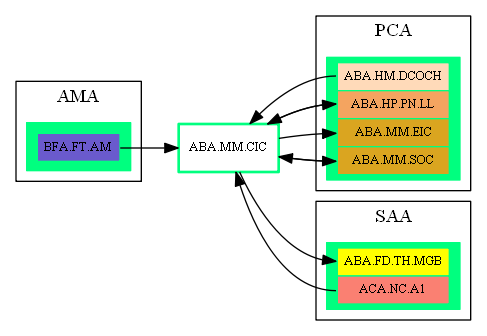 PCA
ABA.HM.DCOCH
ABA.HP.PN.LL
ABA.MM.EIC
ABA.MM.SOC
AMA
BFA.FT.AM
ABA.MM.CIC
SAA
ABA.FD.TH.MGB
ACA.NC.A1